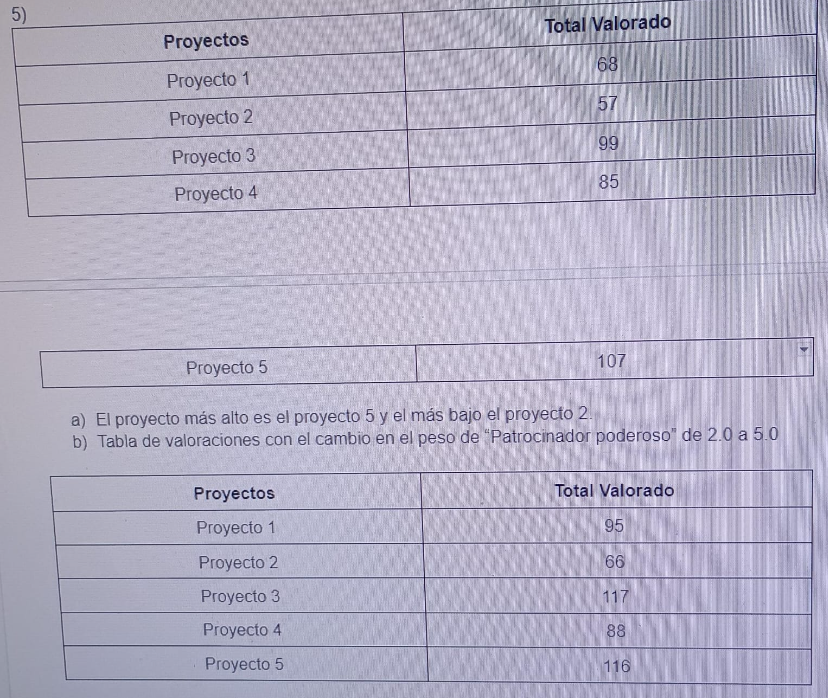 5)
Proyectos Total Valorado
Proyecto 1 68
Proyecto 2 57
Proyecto 3 99
Proyecto 4 85
Proyecto 5 107
a) El proyecto más alto es el proyecto 5 y el más bajo el proyecto 2.
b) Tabla de valoraciones con el cambio en el peso de “Patrocinador poderoso” de 2.0 a 5.0
Proyectos Total Valorado
Proyecto 1 95
Proyecto 2 66
Proyecto 3 117
Proyecto 4 88
Proyecto 5 116